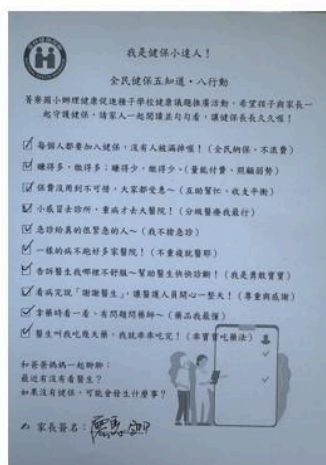 我是健保小達人！
全民健保五知道·八行動
菁寮國小辦理健康促進種子學校健康議題推廣活動，希望孩子與家長一
起守護健保，請家人一起閱讀並勾勾看，讓健保長長久久喔！
每個人都要加入健保，沒有人被漏掉喔！（全民納保、不浪費）
賺得多，繳得多；賺得少，繳得少。（量能付費、照顧弱勢）
保費沒用到不可惜，大家都受惠～（互助幫忙，收支平衡）
小感冒去診所，重病才去大醫院！（分級醫療我最行）
急診給真的很緊急的人～（我不搶急診）
一樣的病不跑好多家醫院！（不重複就醫耶）
告訴醫生我哪裡不舒服～幫助醫生快快診斷！（我是勇敢寶寶）
看病完說「謝謝醫生」，讓醫護人員開心一整天！（尊重與感謝）
拿藥時看一看、有問題問藥師～（藥品我最懂）
醫生叫我吃幾天藥，我就乖乖吃完！（乖寶寶吃藥法）
和爸爸媽媽一起聊聊：
最近有沒有看醫生？
如果沒有健保，可能會發生什麼事？
家長簽名：